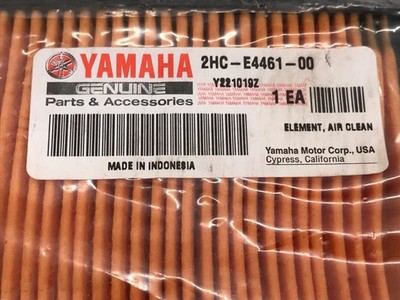 YAMAHA 2HC-E4461-00
GENUINE Y221019Z
Parts & Accessories 1 EA
ELEMENT, AIR CLEAN
MADE IN INDONESIA
Yamaha Motor Corp., USA
Cypress, California